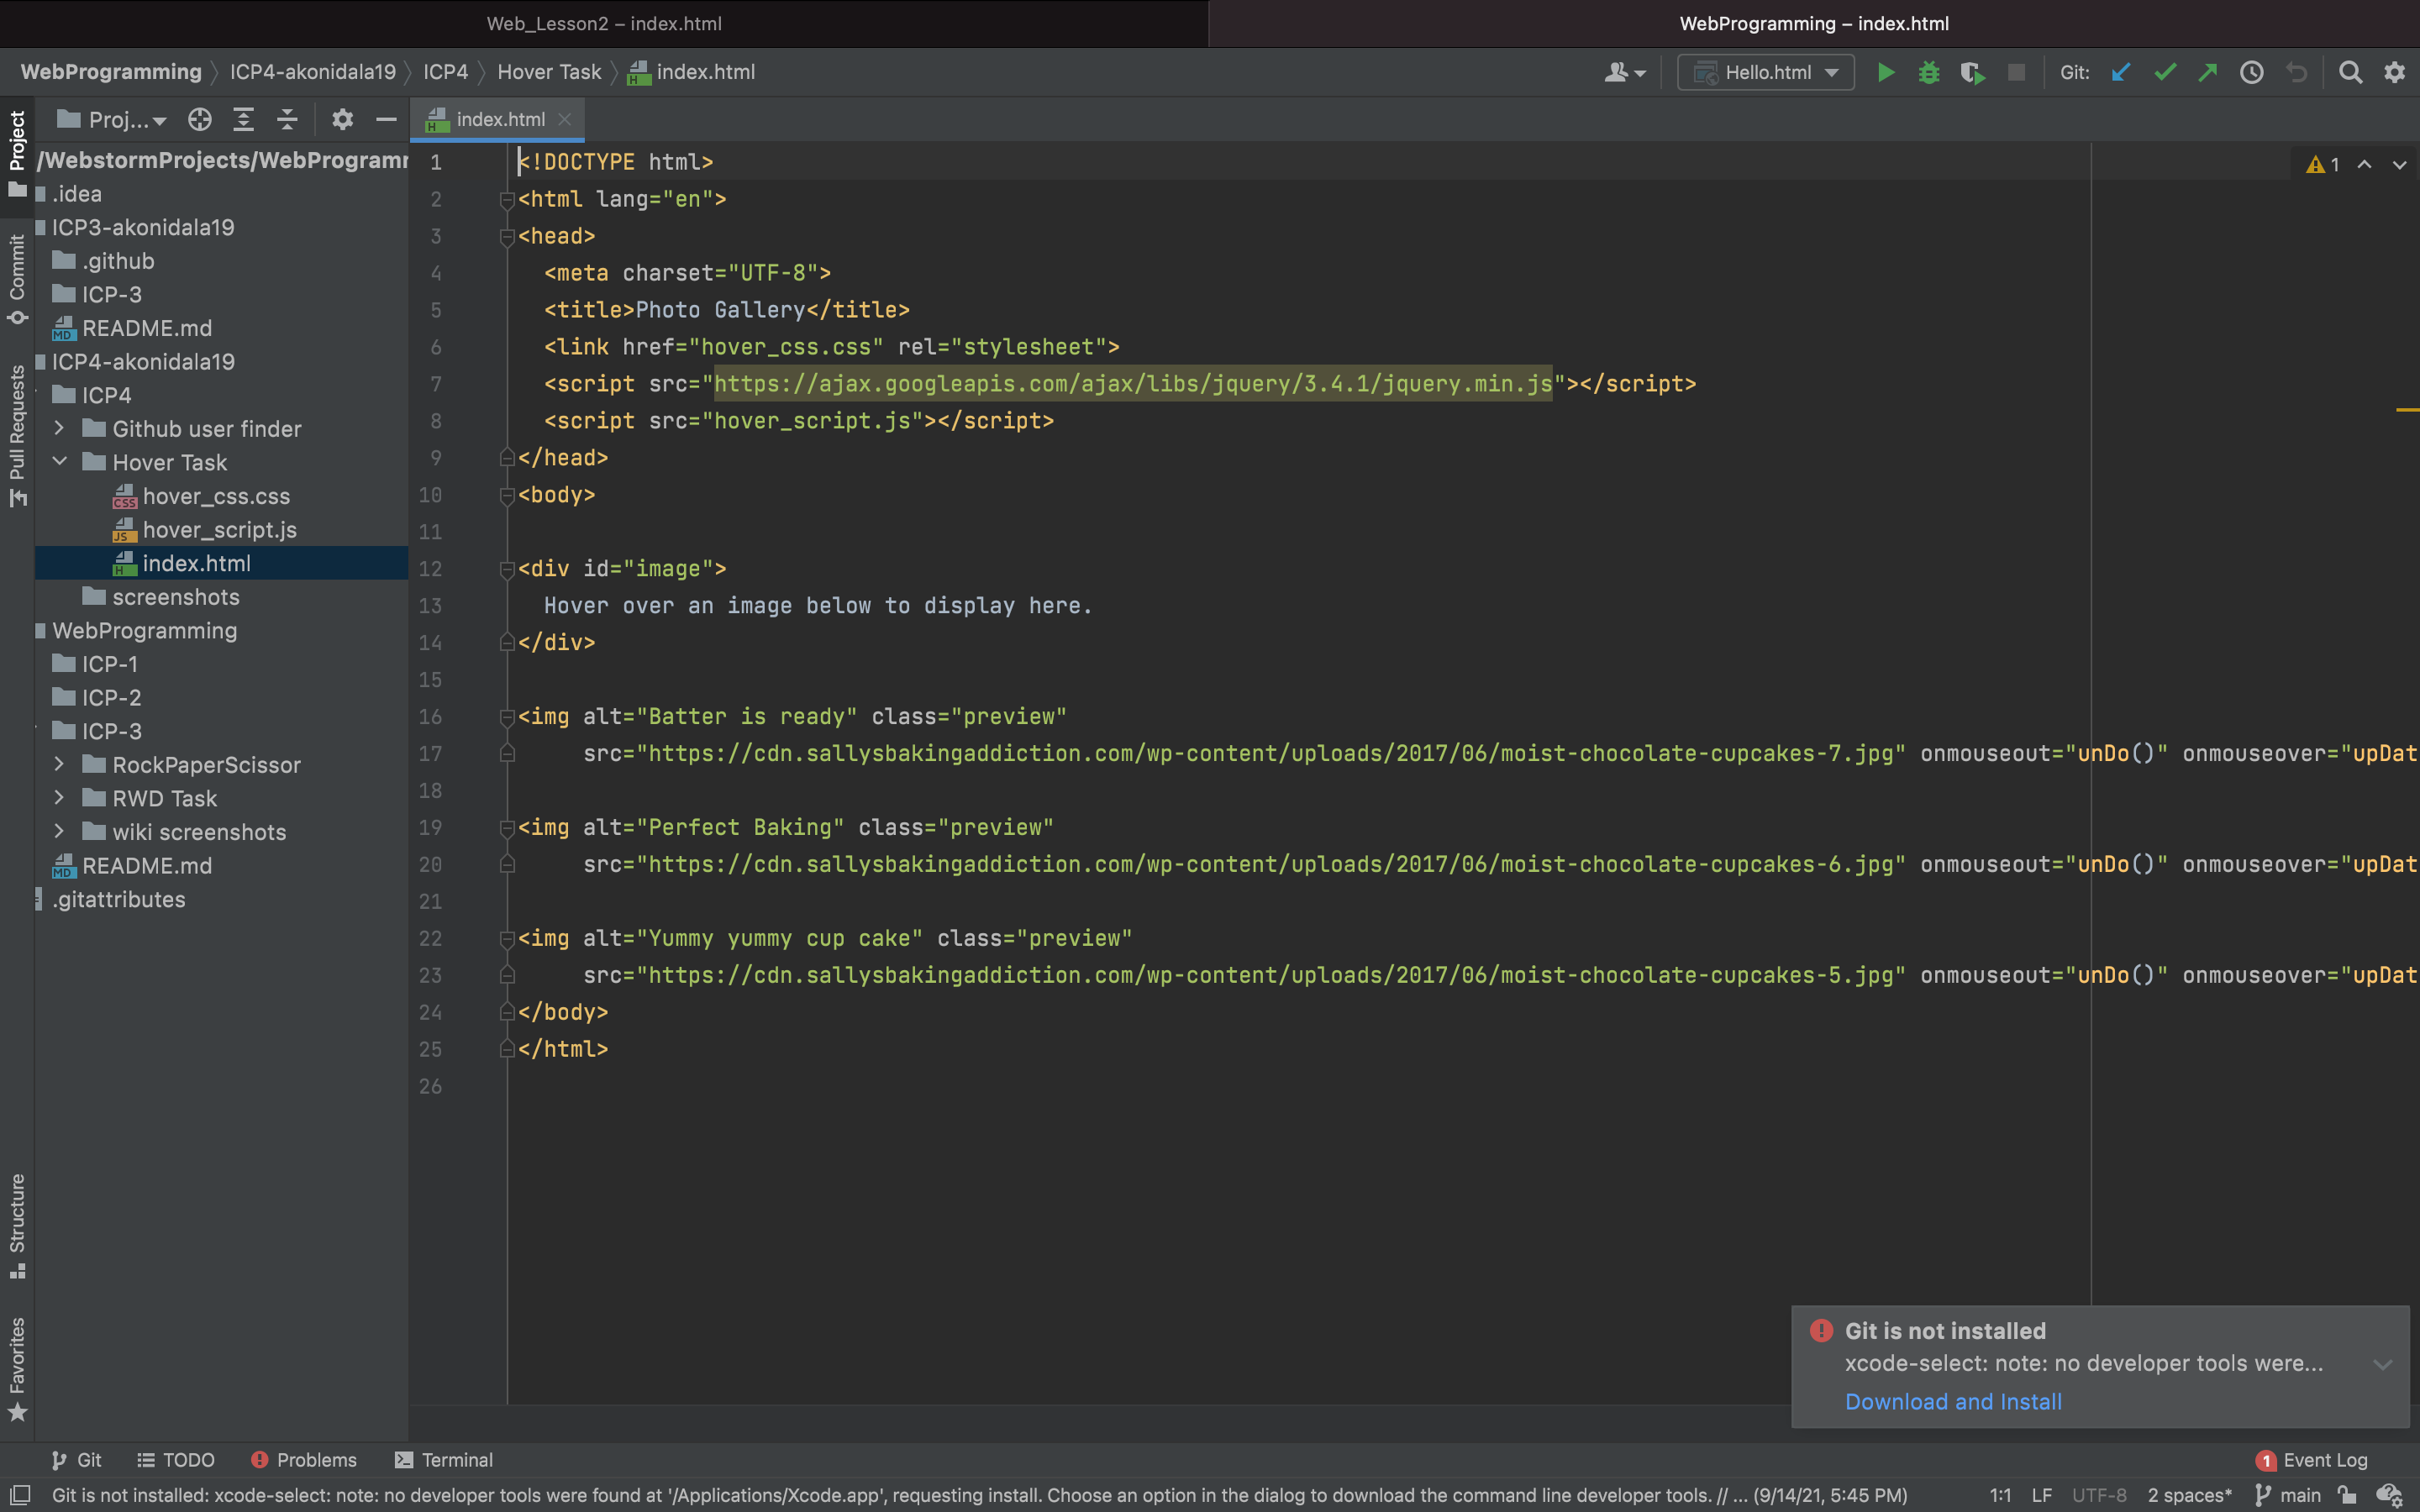 Web_Lesson2 – index.html
WebProgramming – index.html
WebProgramming
ICP4-akonidala19
ICP4
Hover Task
index.html
Hello.html
Git:
Proj...
index.html
Project
Commit
Pull Requests
Structure
Favorites
/WebstormProjects/WebProgramm
.idea
ICP3-akonidala19
.github
ICP-3
README.md
ICP4-akonidala19
ICP4
Github user finder
Hover Task
hover_css.css
hover_script.js
index.html
screenshots
WebProgramming
ICP-1
ICP-2
ICP-3
RockPaperScissor
RWD Task
wiki screenshots
README.md
.gitattributes
1
1 <!DOCTYPE html>
2 <html lang="en">
3 <head>
4 <meta charset="UTF-8">
5 <title>Photo Gallery</title>
6 <link href="hover_css.css" rel="stylesheet">
7 <script src="https://ajax.googleapis.com/ajax/libs/jquery/3.4.1/jquery.min.js"></script>
8 <script src="hover_script.js"></script>
9 </head>
10 <body>
11
12 <div id="image">
13 Hover over an image below to display here.
14 </div>
15
16 <img alt="Batter is ready" class="preview"
17 src="https://cdn.sallysbakingaddiction.com/wp-content/uploads/2017/06/moist-chocolate-cupcakes-7.jpg" onmouseout="unDo()" onmouseover="upDat
18
19 <img alt="Perfect Baking" class="preview"
20 src="https://cdn.sallysbakingaddiction.com/wp-content/uploads/2017/06/moist-chocolate-cupcakes-6.jpg" onmouseout="unDo()" onmouseover="upDat
21
22 <img alt="Yummy yummy cup cake" class="preview"
23 src="https://cdn.sallysbakingaddiction.com/wp-content/uploads/2017/06/moist-chocolate-cupcakes-5.jpg" onmouseout="unDo()" onmouseover="upDat
24 </body>
25 </html>
26
Git is not installed
xcode-select: note: no developer tools were...
Download and Install
Git
TODO
Problems
Terminal
1 Event Log
Git is not installed: xcode-select: note: no developer tools were found at '/Applications/Xcode.app', requesting install. Choose an option in the dialog to download the command line developer tools. // ... (9/14/21, 5:45 PM)
1:1 LF UTF-8 2 spaces* main